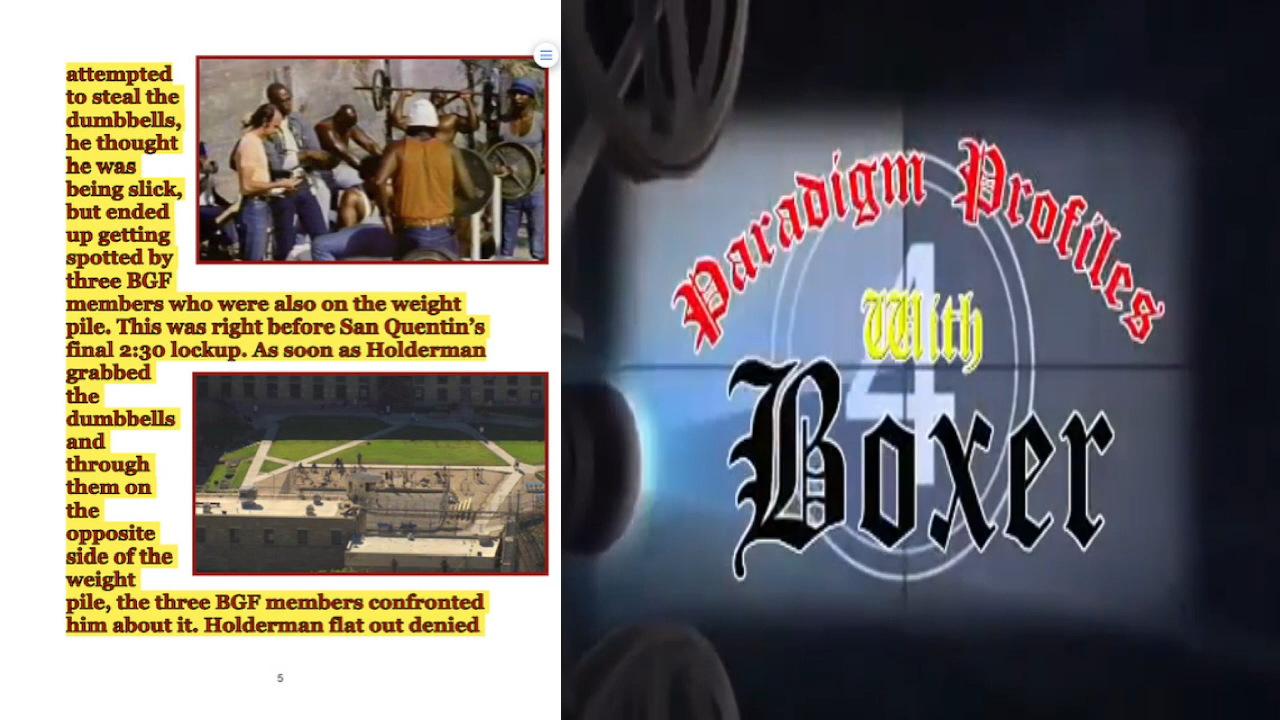 attempted
to steal the
dumbbells,
he thought
he was
being slick,
but ended
up getting
spotted by
three BGF
members who were also on the weight
pile. This was right before San Quentin's
final 2:30 lockup. As soon as Holderman
grabbed
the
dumbbells
and
through
them on
the
opposite
side of the
weight
pile, the three BGF members confronted
him about it. Holderman flat out denied
5
Paradigm Profiles
4
With
Boxer